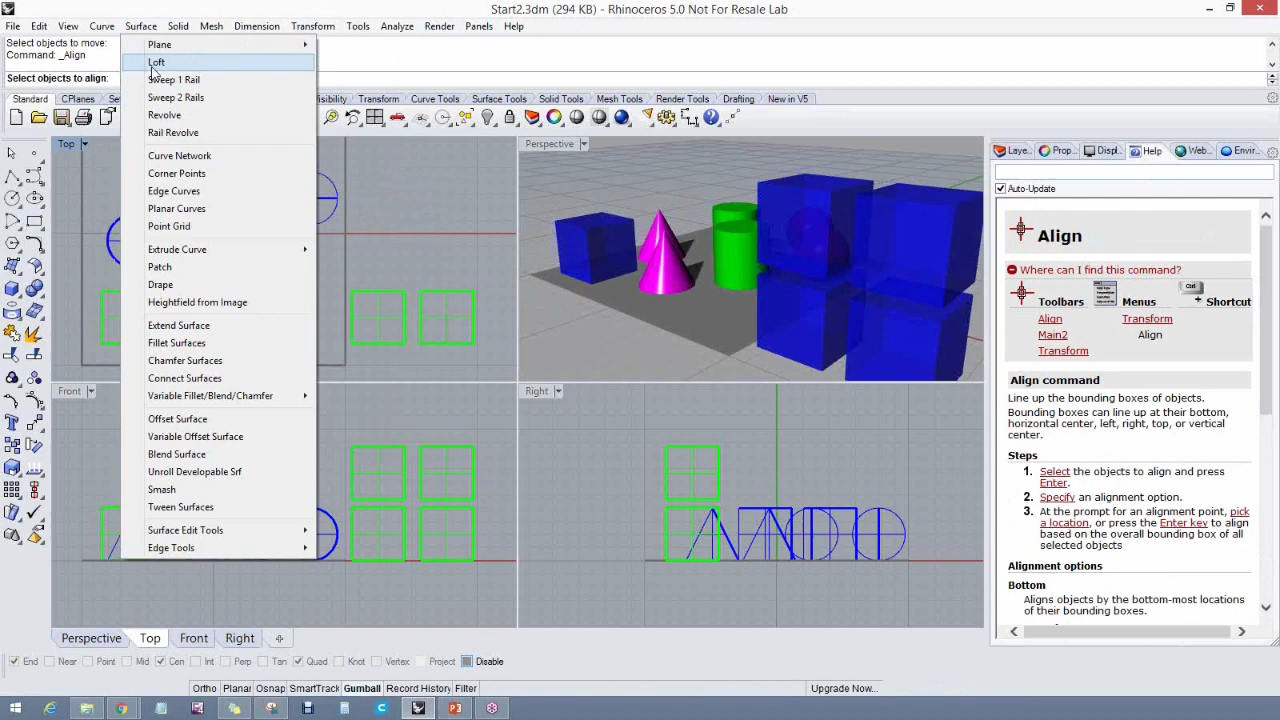 Start2.3dm (294 KB) - Rhinoceros 5.0 Not For Resale Lab
File Edit View Curve Surface Solid Mesh Dimension Transform Tools Analyze Render Panels Help
Select objects to move:
Command: _Align
Select objects to align:
Standard CPlanes Se Visibility Transform Curve Tools Surface Tools Solid Tools Mesh Tools Render Tools Drafting New in V5
Plane
Loft
Sweep 1 Rail
Sweep 2 Rails
Revolve
Rail Revolve
Curve Network
Corner Points
Edge Curves
Planar Curves
Point Grid
Extrude Curve
Patch
Drape
Heightfield from Image
Extend Surface
Fillet Surfaces
Chamfer Surfaces
Connect Surfaces
Variable Fillet/Blend/Chamfer
Offset Surface
Variable Offset Surface
Blend Surface
Unroll Developable Srf
Smash
Tween Surfaces
Surface Edit Tools
Edge Tools
Top
Perspective
Front
Right
Laye... Prop... Displ... Help Web... Envir...
Auto-Update
Align
Where can I find this command?
Toolbars Menus Shortcut
Ctrl
Align Transform
Main2 Align
Transform
Align command
Line up the bounding boxes of objects.
Bounding boxes can line up at their bottom,
horizontal center, left, right, top, or vertical
center.
Steps
1. Select the objects to align and press
Enter.
2. Specify an alignment option.
3. At the prompt for an alignment point, pick
a location, or press the Enter key to align
based on the overall bounding box of all
selected objects
Alignment options
Bottom
Aligns objects by the bottom-most locations
of their bounding boxes.
Perspective Top Front Right
End Near Point Mid Cen Int Perp Tan Quad Knot Vertex Project Disable
Ortho Planar Osnap SmartTrack Gumball Record History Filter Upgrade Now...